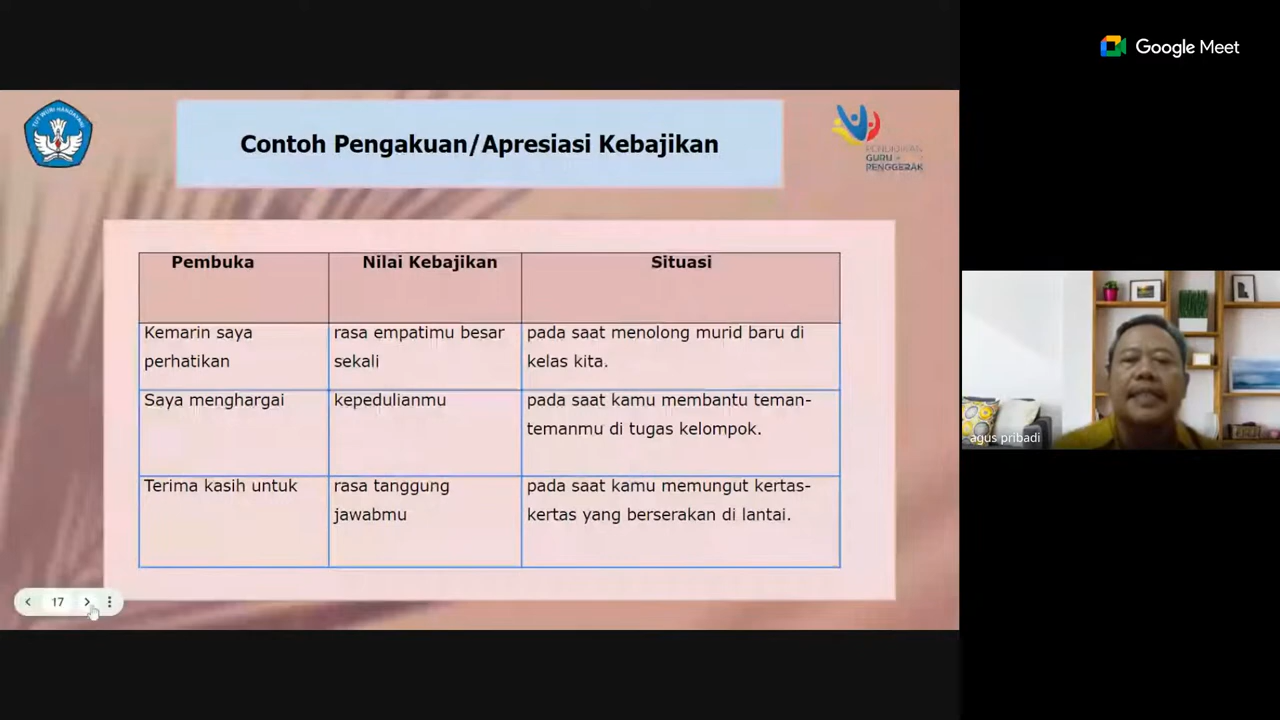 Google Meet
TUT WURI HANDAYANI
Contoh Pengakuan/Apresiasi Kebajikan
PENDIDIKAN
GURU
PENGGERAK
Pembuka
Nilai Kebajikan
Situasi
Kemarin saya
perhatikan
rasa empatimu besar
sekali
pada saat menolong murid baru di
kelas kita.
Saya menghargai
kepedulianmu
pada saat kamu membantu teman-
temanmu di tugas kelompok.
Terima kasih untuk
rasa tanggung
jawabmu
pada saat kamu memungut kertas-
kertas yang berserakan di lantai.
17
agus pribadi